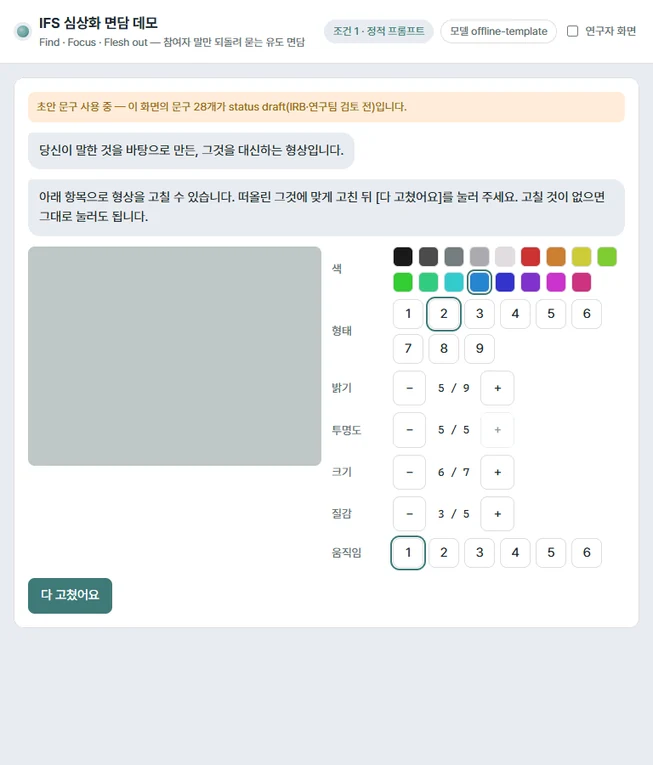 IFS 심상화 면담 데모
Find · Focus · Flesh out — 참여자 말만 되돌려 묻는 유도 면담
조건 1 · 정적 프롬프트
모델 offline-template
연구자 화면
초안 문구 사용 중 — 이 화면의 문구 28개가 status draft(IRB·연구팀 검토 전)입니다.
당신이 말한 것을 바탕으로 만든, 그것을 대신하는 형상입니다.
아래 항목으로 형상을 고칠 수 있습니다. 떠올린 그것에 맞게 고친 뒤 [다 고쳤어요]를 눌러 주세요. 고칠 것이 없으면
그대로 눌러도 됩니다.
색
형태
1 2 3 4 5 6
7 8 9
밝기
− 5 / 9 +
투명도
− 5 / 5 +
크기
− 6 / 7 +
질감
− 3 / 5 +
움직임
1 2 3 4 5 6
다 고쳤어요